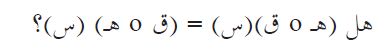 هل (هـ o ق)(س) = (ق o هـ) (س)؟